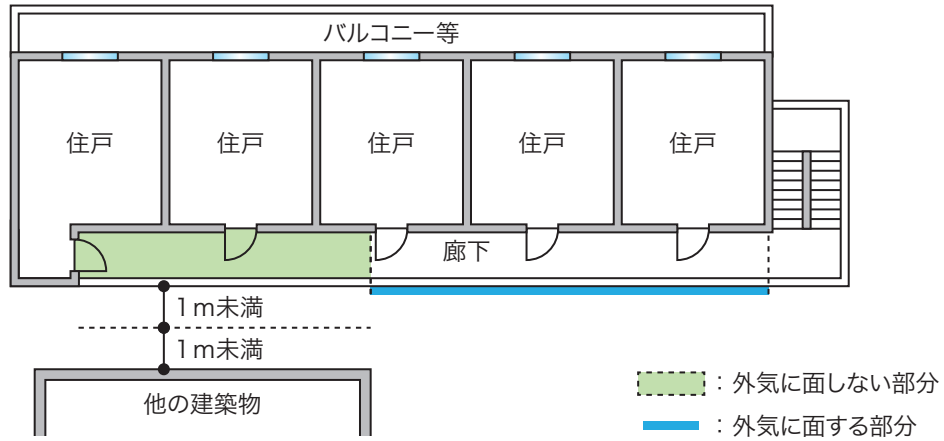 バルコニー等
住戸
住戸
住戸
住戸
住戸
廊下
1m未満
1m未満
他の建築物
：外気に面しない部分
：外気に面する部分